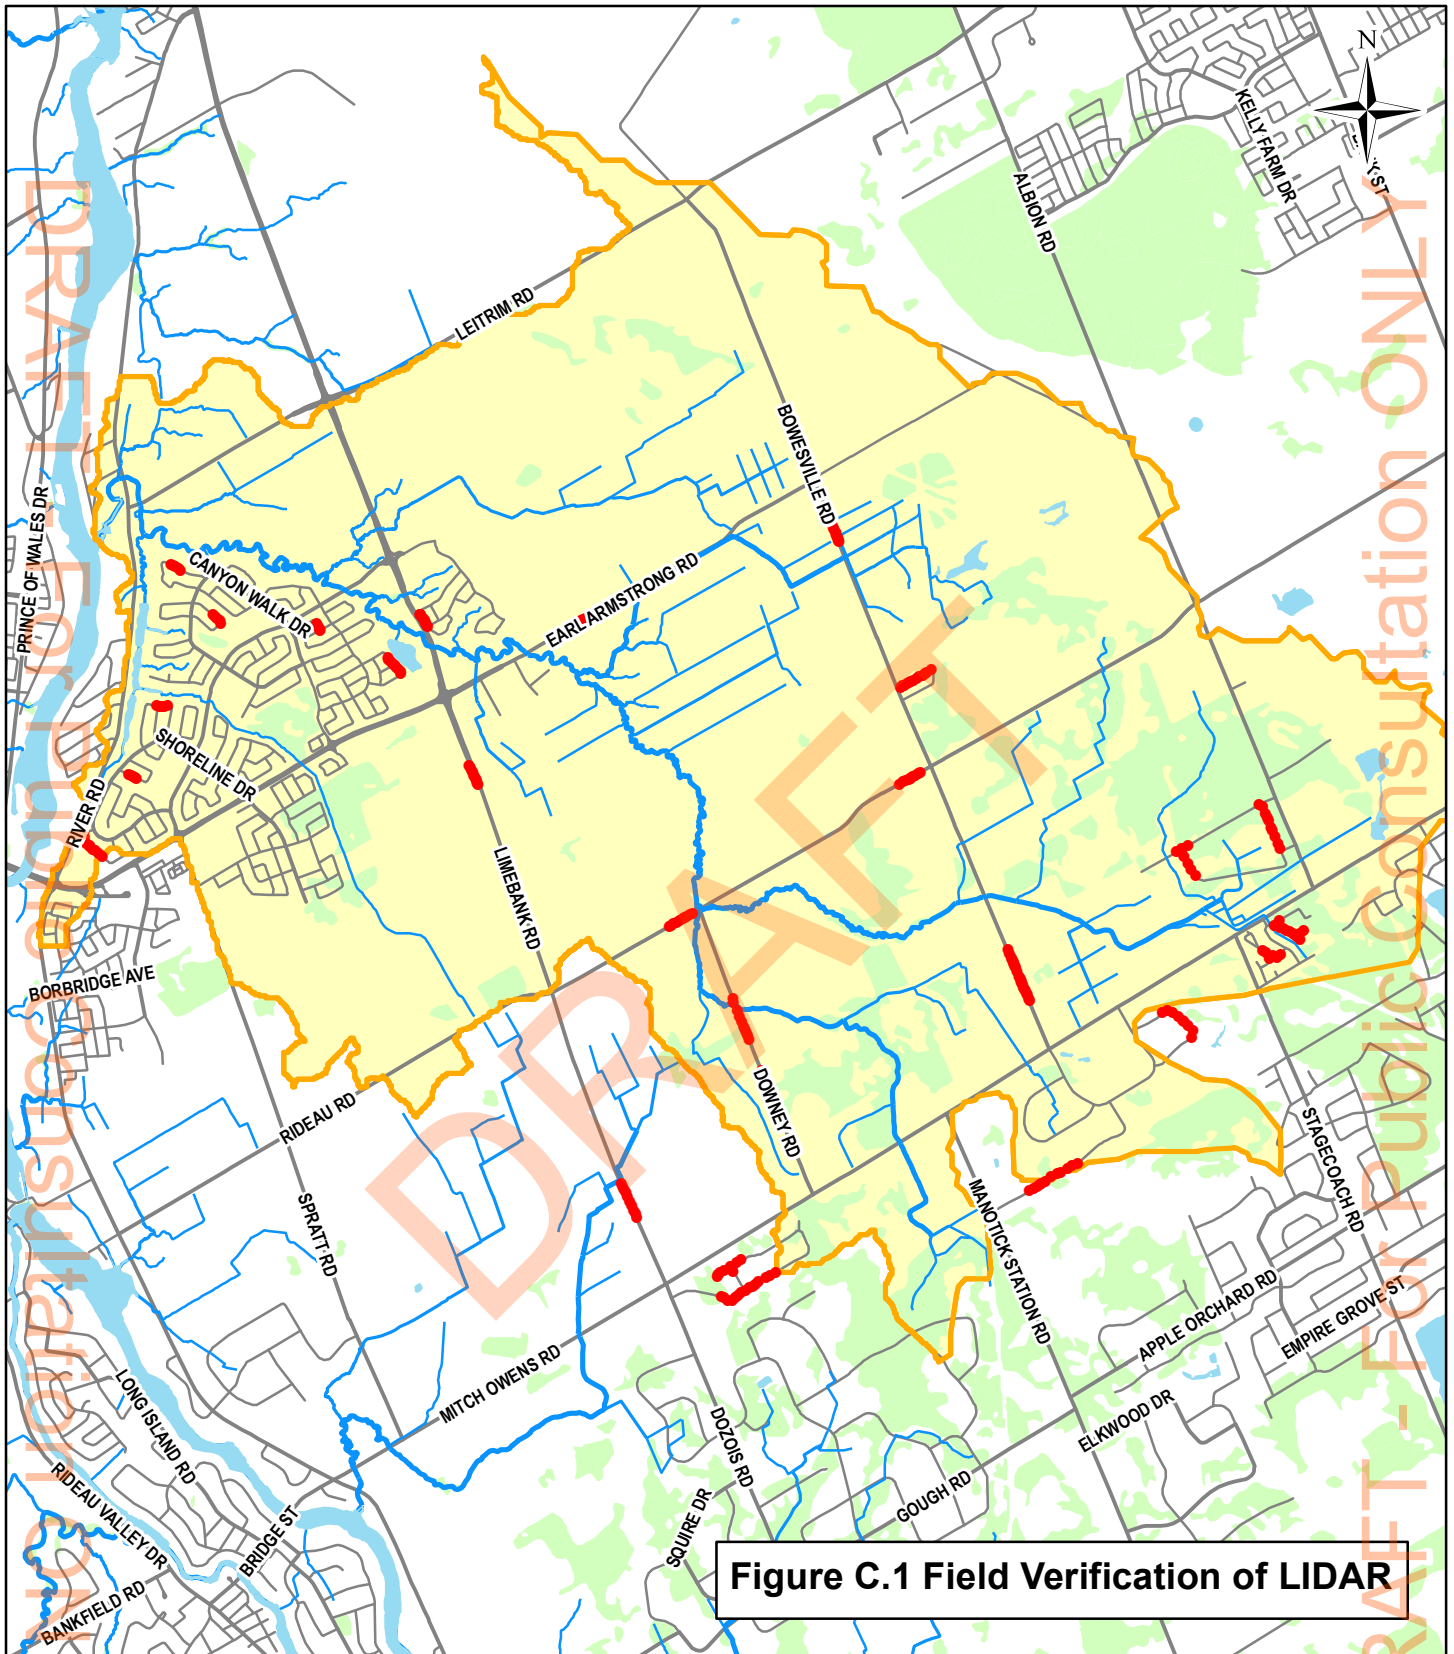 N
KELLY FARM DR
ALBION RD
LEITRIM RD
BOWESVILLE RD
PRINCE OF WALES DR
CANYON WALK DR
EARL ARMSTRONG RD
SHORELINE DR
RIVER RD
LIMEBANK RD
BORBRIDGE AVE
RIDEAU RD
DOWNEY RD
SPRATT RD
STAGECOACH RD
MANOTICK STATION RD
APPLE ORCHARD RD
EMPIRE GROVE ST
MITCH OWENS RD
LONG ISLAND RD
DOZOIS RD
ELKWOOD DR
GOUGH RD
SQUIRE DR
RIDEAU VALLEY DR
BRIDGE ST
BANKFIELD RD
DRAFT
DRAFT - For Public Consultation ONLY
RAFT - For Public Consultation ONLY
Figure C.1 Field Verification of LIDAR